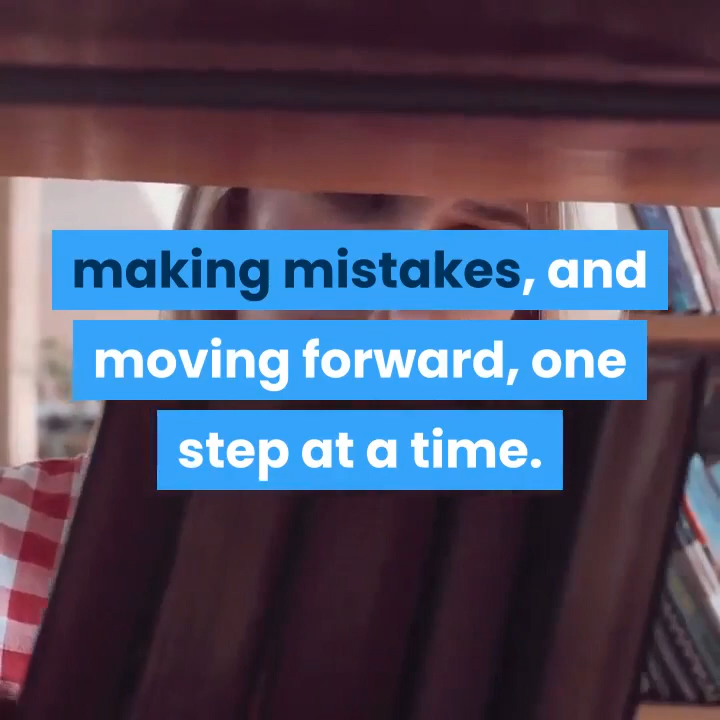 making mistakes, and
moving forward, one
step at a time.